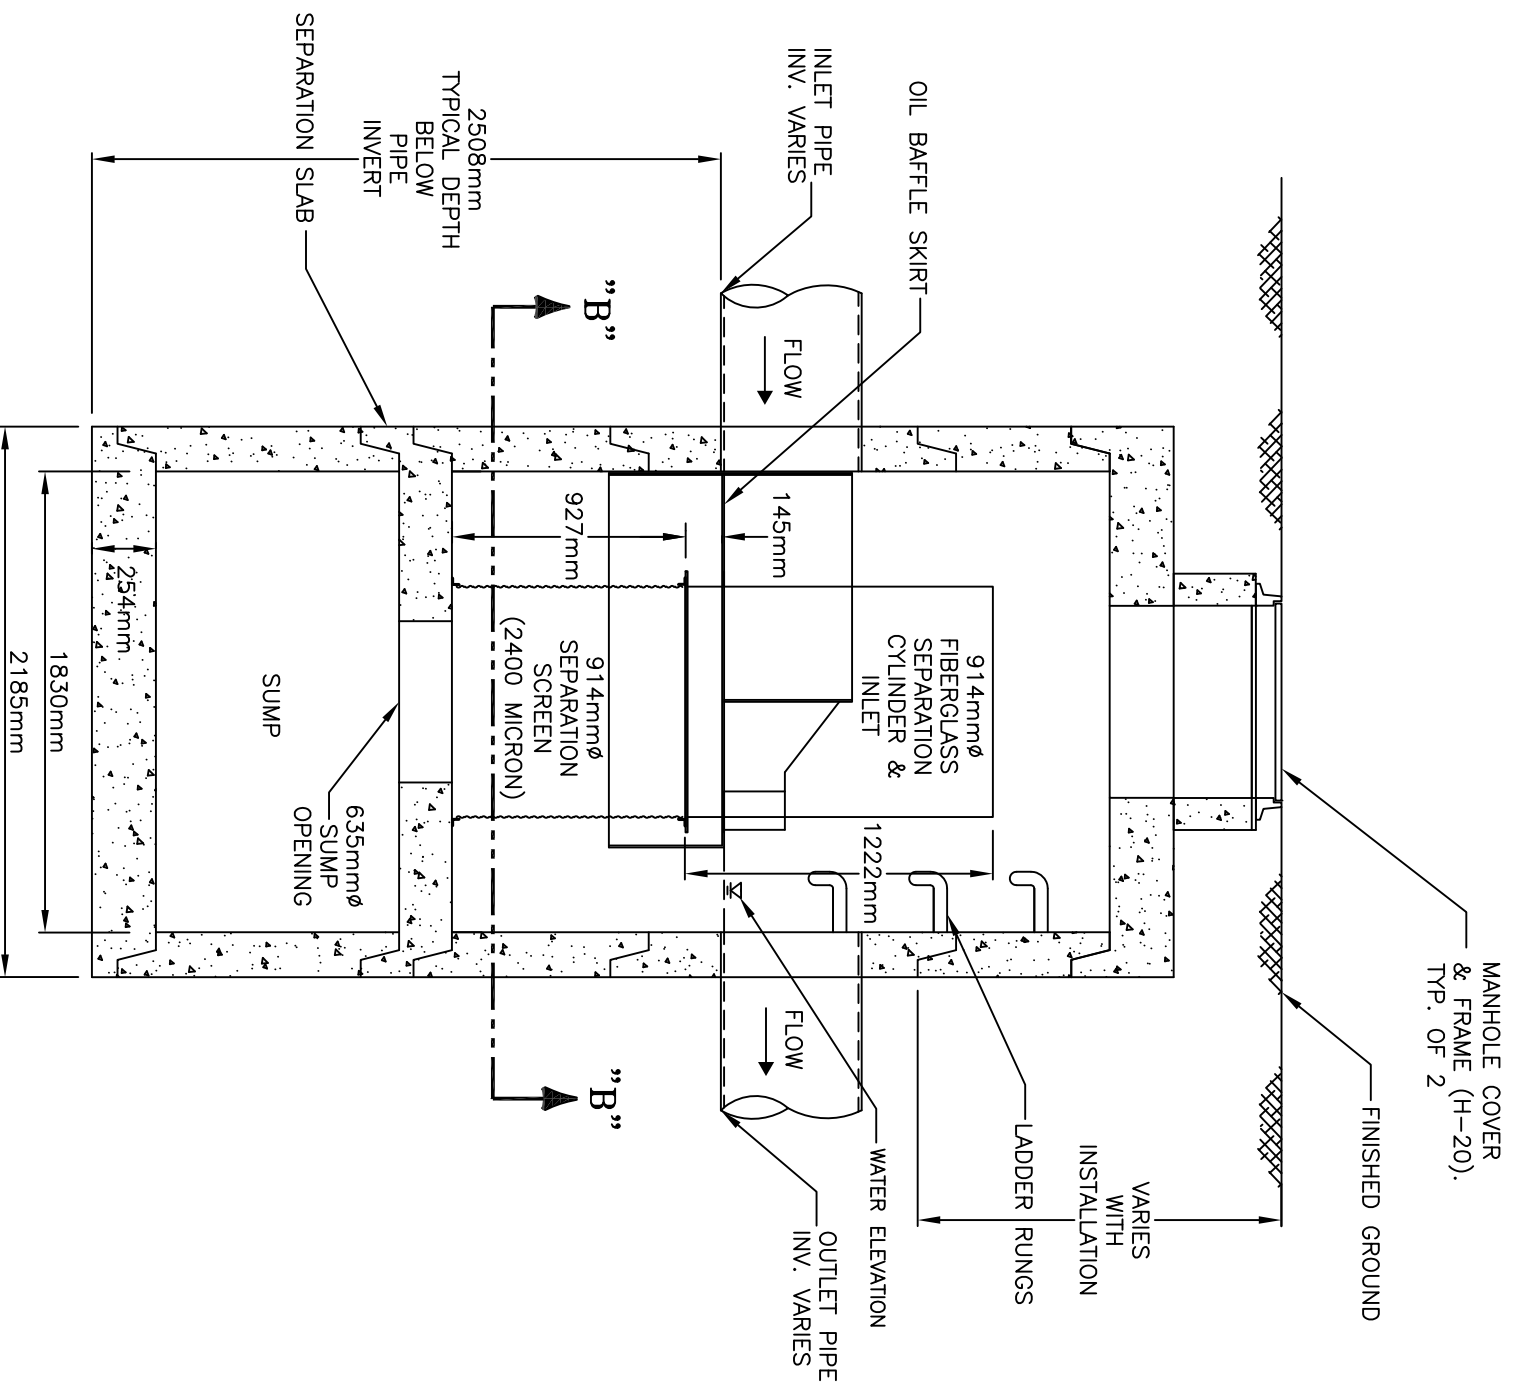 MANHOLE COVER
& FRAME (H-20).
TYP. OF 2
FINISHED GROUND
VARIES
WITH
INSTALLATION
LADDER RUNGS
OIL BAFFLE SKIRT
INLET PIPE
INV. VARIES
FLOW
914mmø
FIBERGLASS
SEPARATION
CYLINDER &
INLET
1222mm
145mm
FLOW
WATER ELEVATION
OUTLET PIPE
INV. VARIES
927mm
914mmø
SEPARATION
SCREEN
(2400 MICRON)
"B"
"B"
2508mm
TYPICAL DEPTH
BELOW
PIPE
INVERT
SEPARATION SLAB
635mmø
SUMP
OPENING
SUMP
254mm
1830mm
2185mm